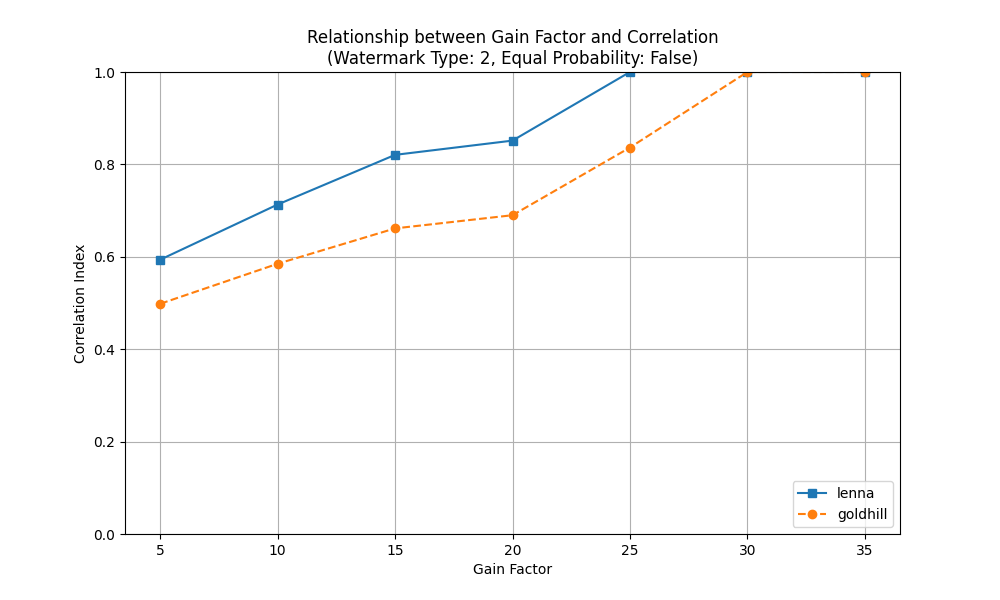 Relationship between Gain Factor and Correlation
(Watermark Type: 2, Equal Probability: False)
1.0
0.8
0.6
0.4
0.2
0.0
Correlation Index
5 10 15 20 25 30 35
Gain Factor
lenna
goldhill